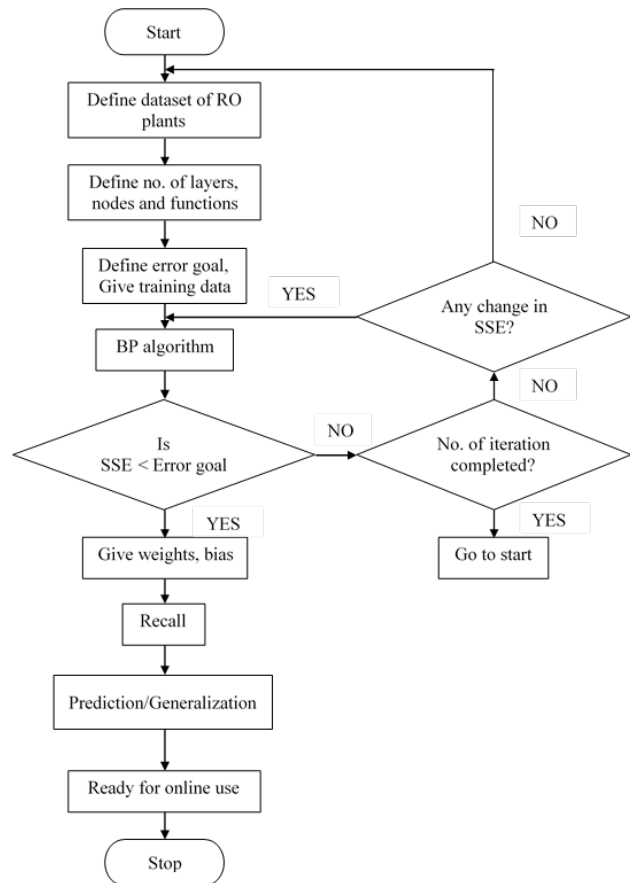 Start
Define dataset of RO
plants
Define no. of layers,
nodes and functions
NO
Define error goal,
Give training data
YES
Any change in
SSE?
BP algorithm
NO
Is
SSE < Error goal
NO
No. of iteration
completed?
YES
YES
Give weights, bias
Go to start
Recall
Prediction/Generalization
Ready for online use
Stop